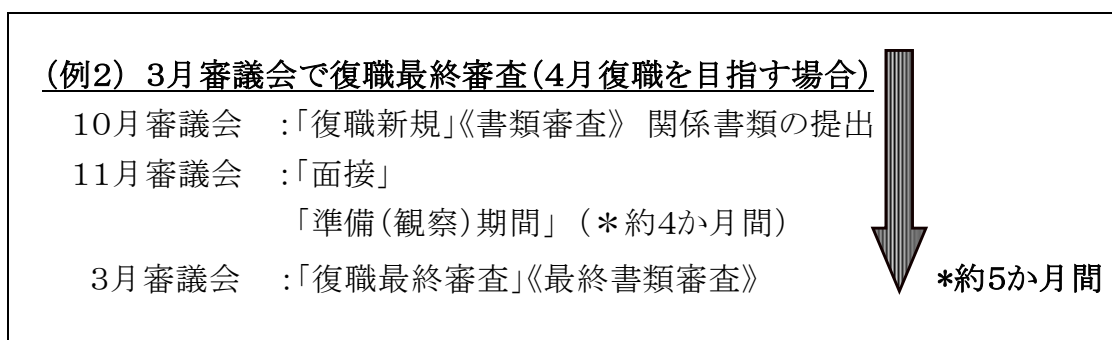 (例2) 3月審議会で復職最終審査(4月復職を目指す場合)
10月審議会 :「復職新規」《書類審査》 関係書類の提出
11月審議会 :「面接」
「準備(観察)期間」(*約4か月間)
3月審議会 :「復職最終審査」《最終書類審査》 *約5か月間